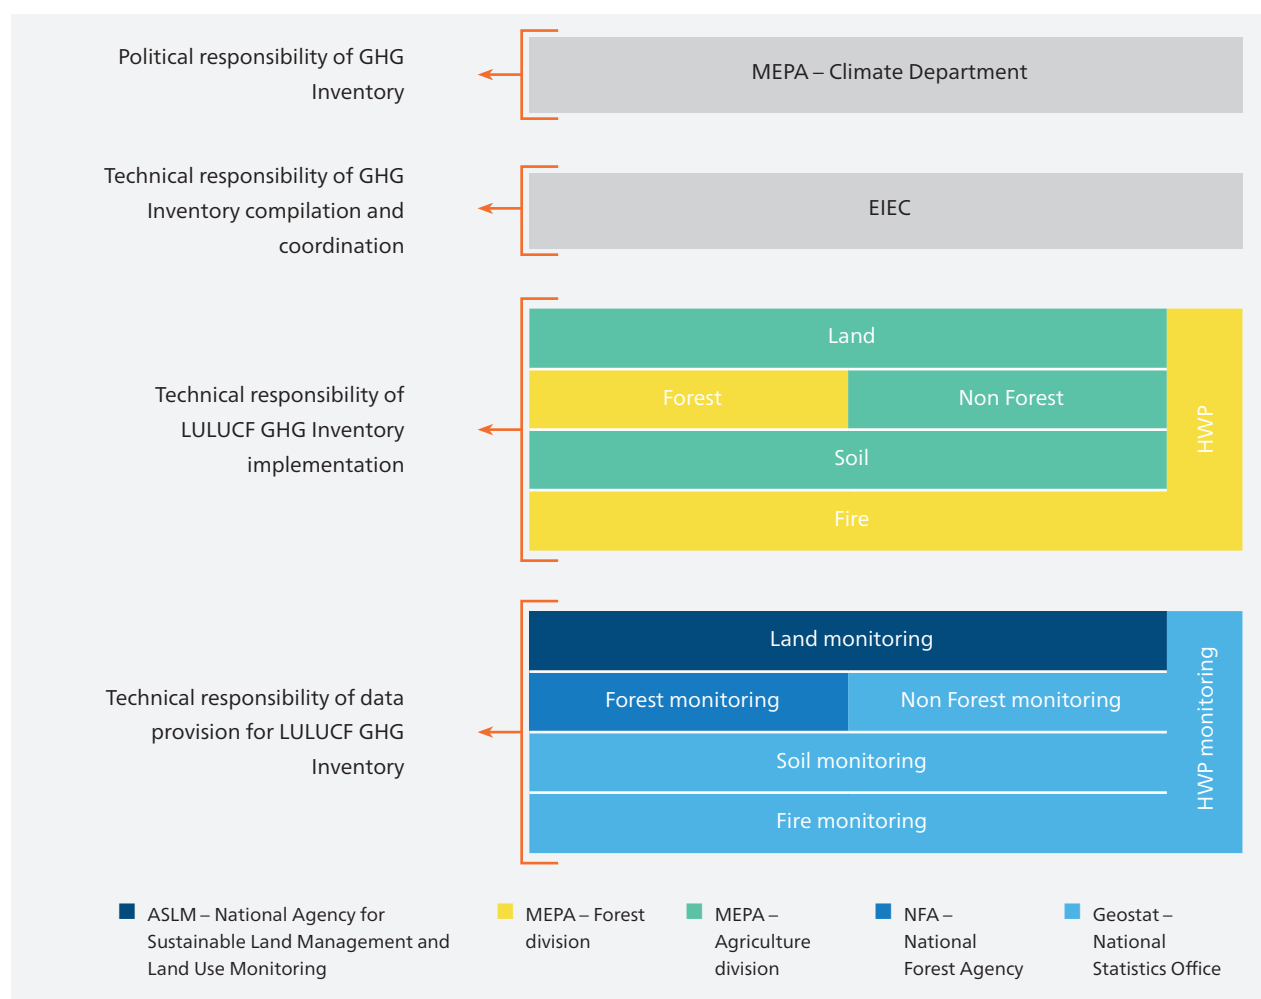 Political responsibility of GHG
Inventory
MEPA – Climate Department
Technical responsibility of GHG
Inventory compilation and
coordination
EIEC
Technical responsibility of
LULUCF GHG Inventory
implementation
Land
Forest
Non Forest
Soil
Fire
HWP
Technical responsibility of data
provision for LULUCF GHG
Inventory
Land monitoring
Forest monitoring
Non Forest monitoring
Soil monitoring
Fire monitoring
HWP monitoring
ASLM – National Agency for
Sustainable Land Management and
Land Use Monitoring
MEPA – Forest
division
MEPA –
Agriculture
division
NFA –
National
Forest Agency
Geostat –
National
Statistics Office